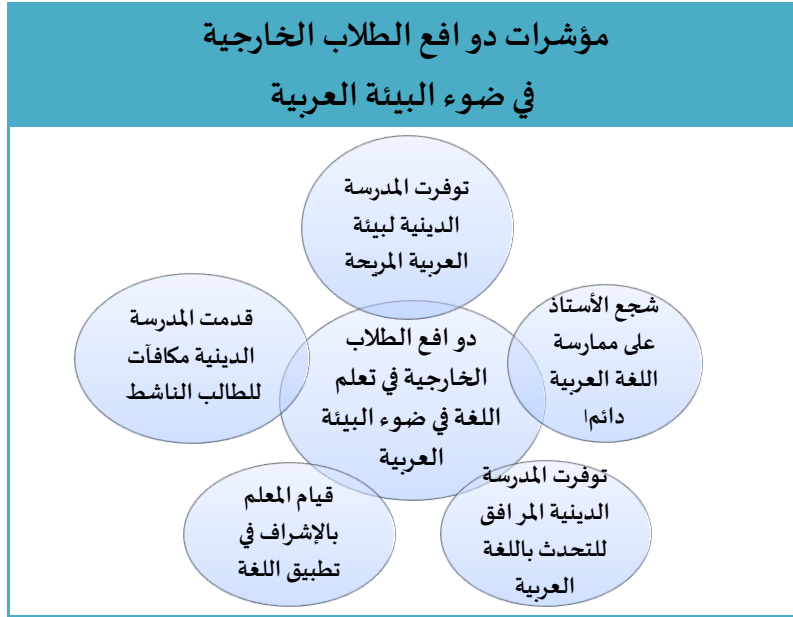 مؤشرات دو افع الطلاب الخارجية
في ضوء البيئة العربية
توفرت المدرسة
الدينية لبيئة
العربية المريحة
شجع الأستاذ
على ممارسة
اللغة العربية
دائما
قدمت المدرسة
الدينية مكافآت
للطالب الناشط
دو افع الطلاب
الخارجية في تعلم
اللغة في ضوء البيئة
العربية
توفرت المدرسة
الدينية المر افق
للتحدث باللغة
العربية
قيام المعلم
بالإشراف في
تطبيق اللغة